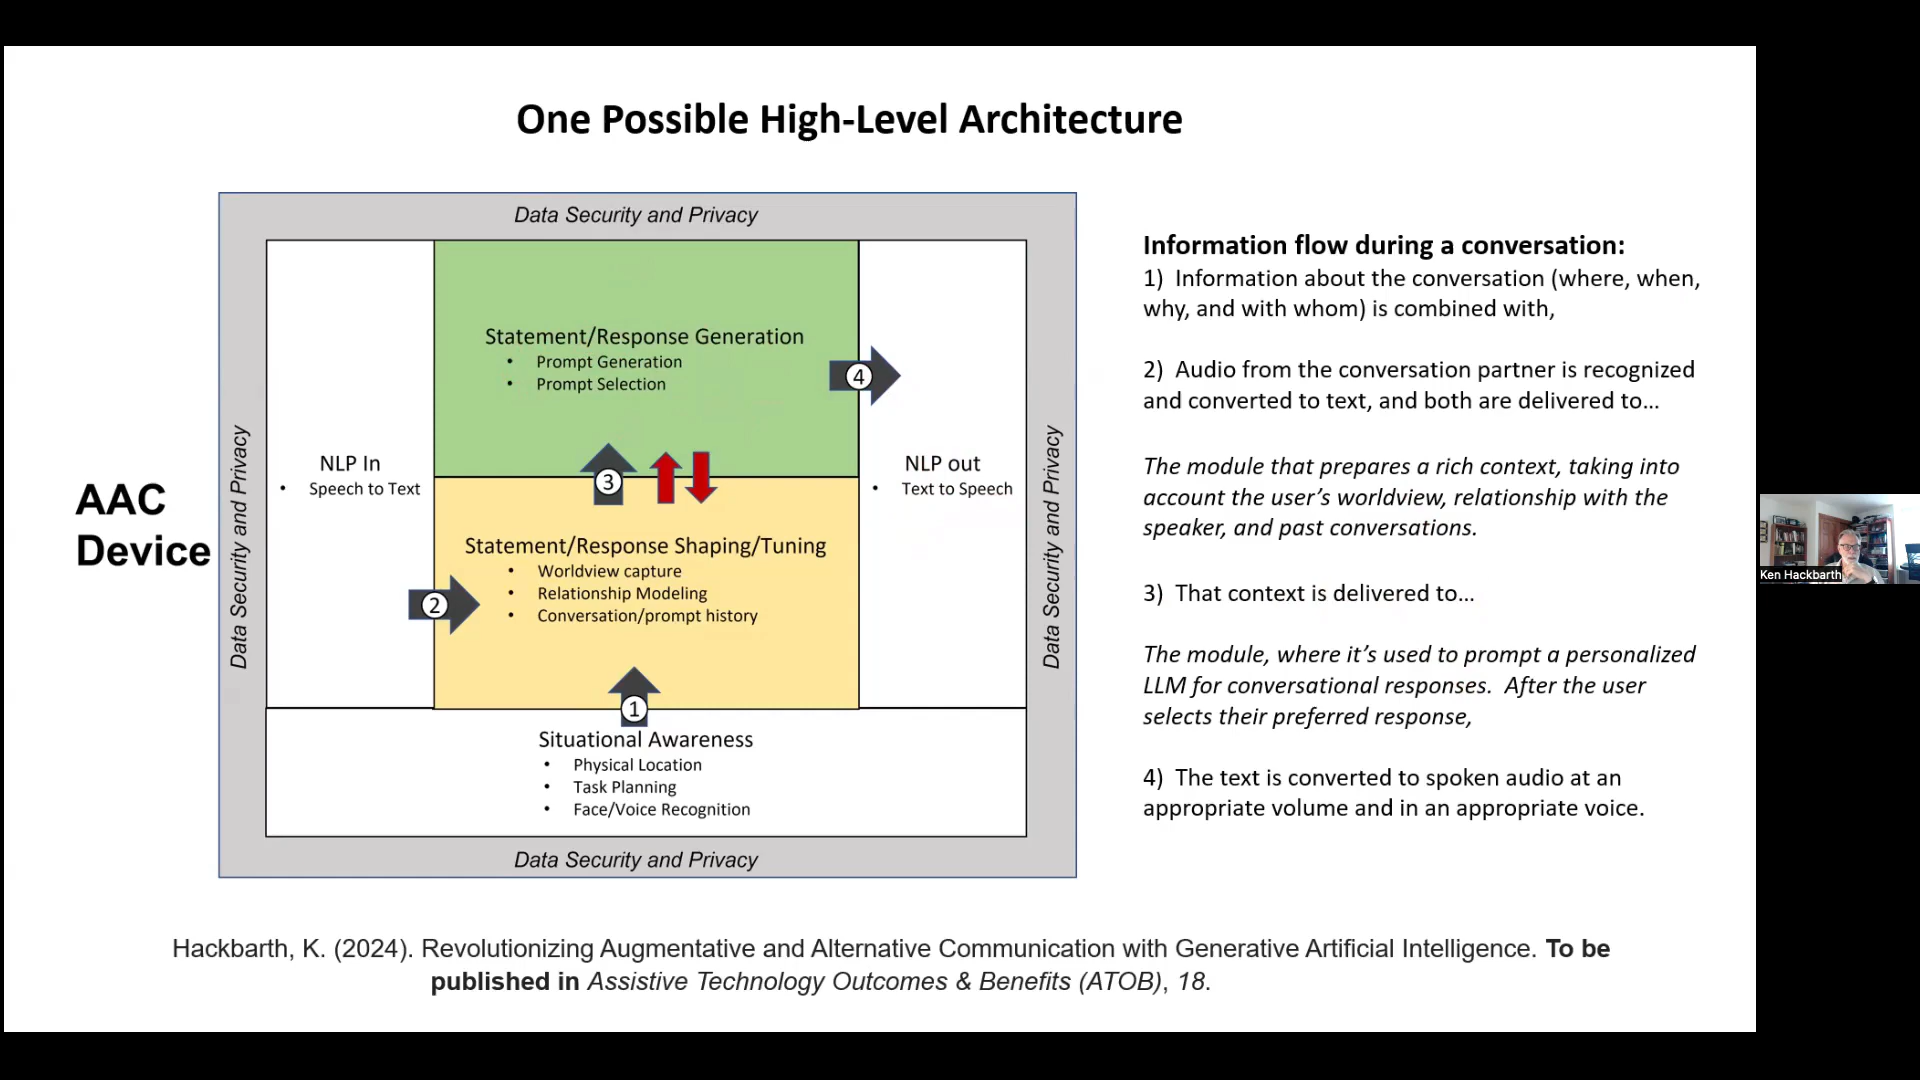 One Possible High-Level Architecture
AAC
Device
Data Security and Privacy
Data Security and Privacy
NLP In
• Speech to Text
Statement/Response Generation
• Prompt Generation
• Prompt Selection
4
3
Statement/Response Shaping/Tuning
• Worldview capture
• Relationship Modeling
• Conversation/prompt history
2
1
NLP out
• Text to Speech
Data Security and Privacy
Situational Awareness
• Physical Location
• Task Planning
• Face/Voice Recognition
Data Security and Privacy
Information flow during a conversation:
1) Information about the conversation (where, when,
why, and with whom) is combined with,
2) Audio from the conversation partner is recognized
and converted to text, and both are delivered to…
The module that prepares a rich context, taking into
account the user’s worldview, relationship with the
speaker, and past conversations.
3) That context is delivered to…
The module, where it’s used to prompt a personalized
LLM for conversational responses. After the user
selects their preferred response,
4) The text is converted to spoken audio at an
appropriate volume and in an appropriate voice.
Hackbarth, K. (2024). Revolutionizing Augmentative and Alternative Communication with Generative Artificial Intelligence. To be
published in Assistive Technology Outcomes & Benefits (ATOB), 18.
Ken Hackbarth